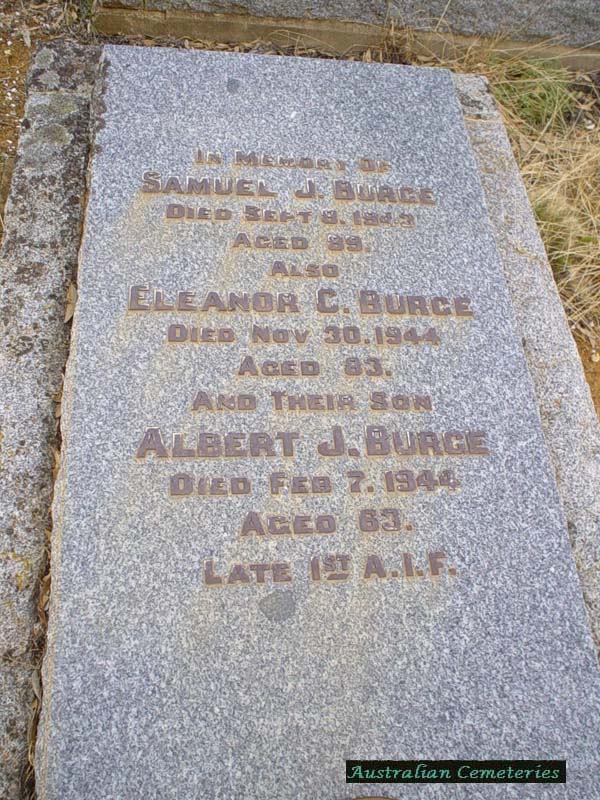 In Memory Of
Samuel J. Burge
Died Sept 8. 1943
Aged 89.
Also
Eleanor C. Burge
Died Nov 30. 1944
Aged 83.
And Their Son
Albert J. Burge
Died Feb 7. 1944
Aged 63.
Late 1st A.I.F.
Australian Cemeteries